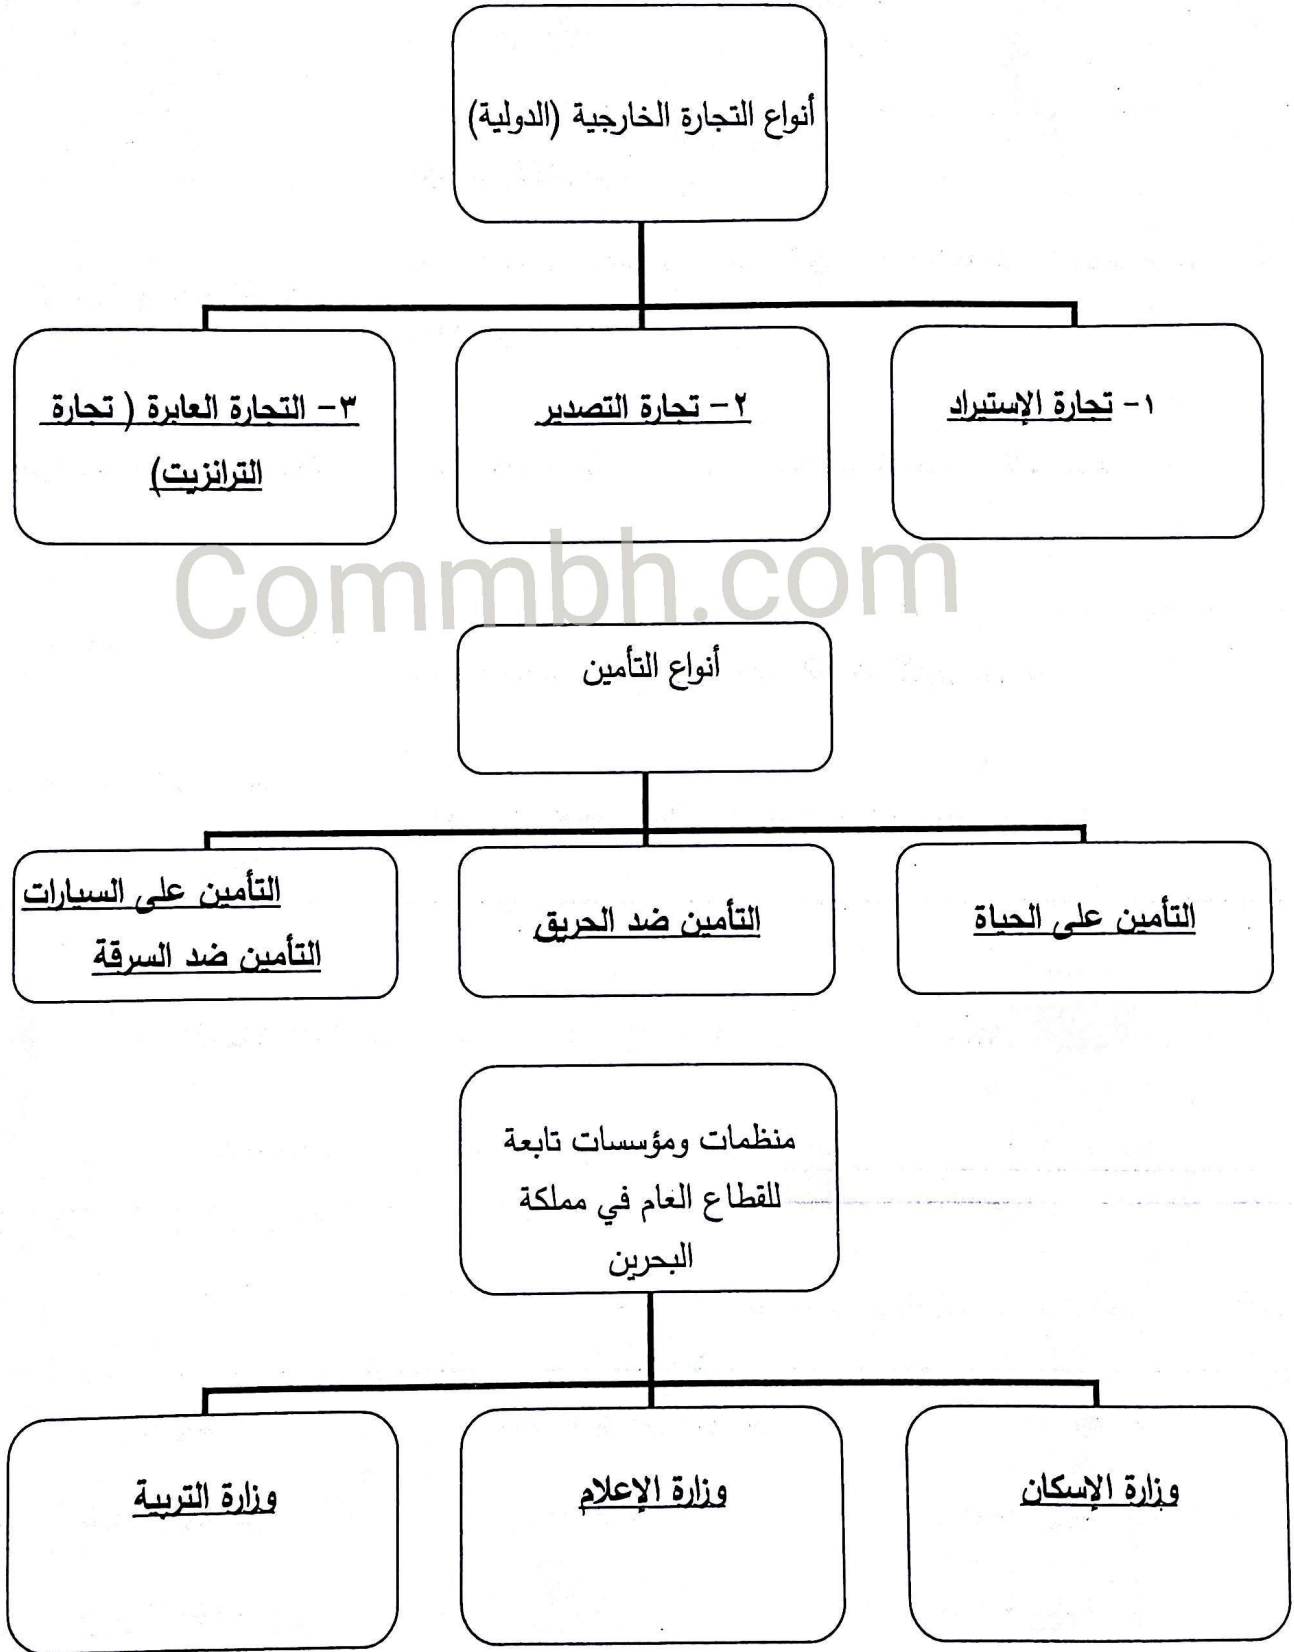 أنواع التجارة الخارجية (الدولية)
١- تجارة الإستيراد
٢- تجارة التصدير
٣- التجارة العابرة ( تجارة
الترانزيت)
Commbh.com
أنواع التأمين
التأمين على الحياة
التأمين ضد الحريق
التأمين على السيارات
التأمين ضد السرقة
منظمات ومؤسسات تابعة
للقطاع العام في مملكة
البحرين
وزارة الإسكان
وزارة الإعلام
وزارة التربية